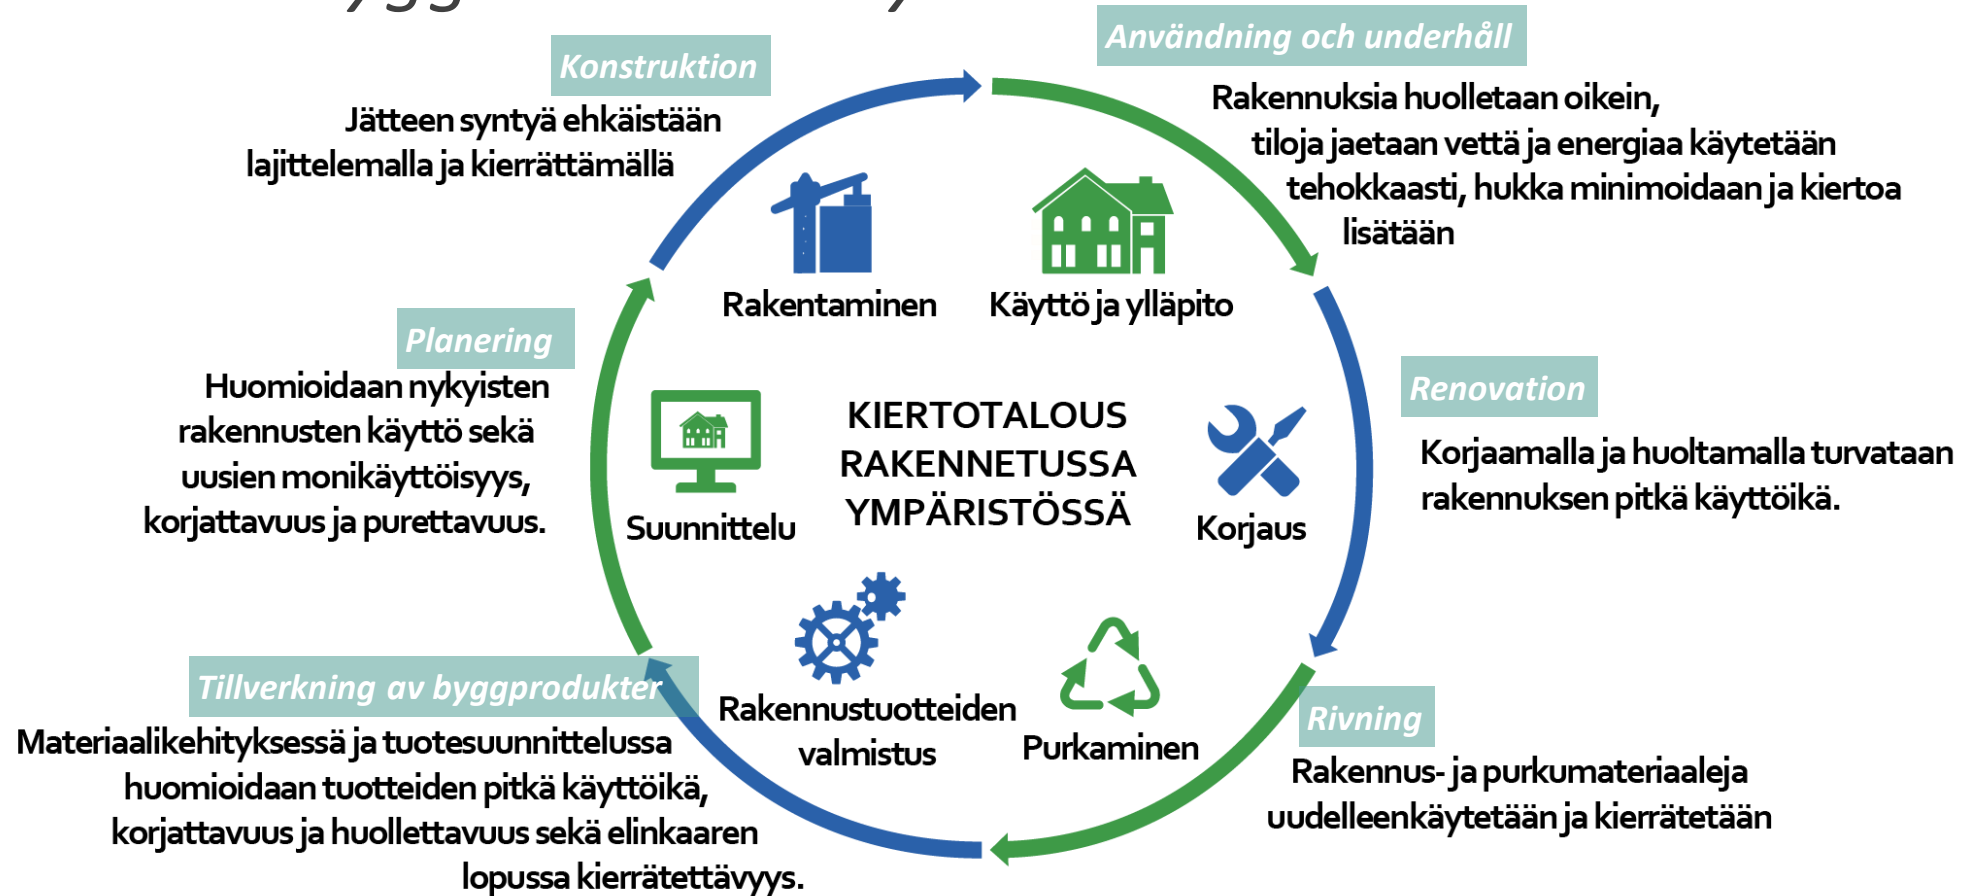 Konstruktion
Jätteen syntyä ehkäistään
lajittelemalla ja kierrättämällä
Användning och underhåll
Rakennuksia huolletaan oikein,
tiloja jaetaan vettä ja energiaa käytetään
tehokkaasti, hukka minimoidaan ja kiertoa
lisätään
Rakentaminen
Käyttö ja ylläpito
Planering
Huomioidaan nykyisten
rakennusten käyttö sekä
uusien monikäyttöisyys,
korjattavuus ja purettavuus.
Suunnittelu
KIERTOTALOUS
RAKENNETUSSA
YMPÄRISTÖSSÄ
Korjaus
Renovation
Korjaamalla ja huoltamalla turvataan
rakennuksen pitkä käyttöikä.
Tillverkning av byggprodukter
Materiaalikehityksessä ja tuotesuunnittelussa
huomioidaan tuotteiden pitkä käyttöikä,
korjattavuus ja huollettavuus sekä elinkaaren
lopussa kierrätettävyys.
Rakennustuotteiden
valmistus
Purkaminen
Rivning
Rakennus- ja purkumateriaaleja
uudelleenkäytetään ja kierrätetään